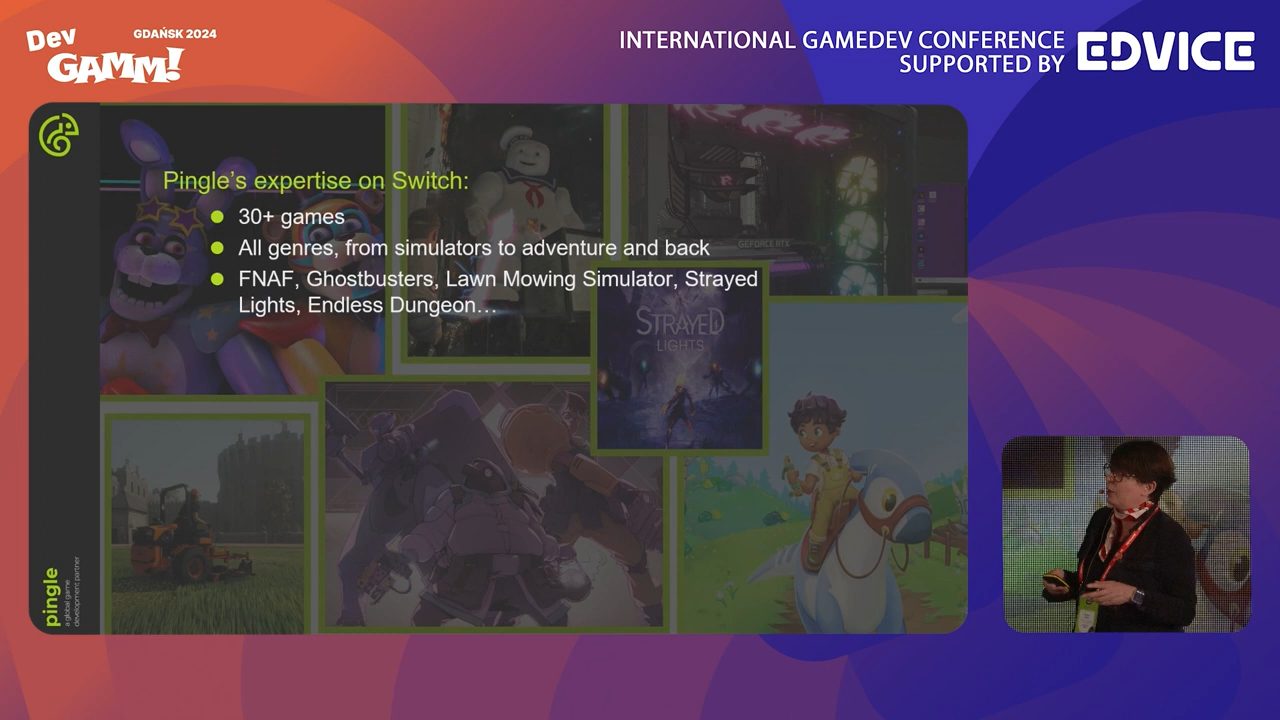 Dev
GAMM!
GDAŃSK 2024
INTERNATIONAL GAMEDEV CONFERENCE
SUPPORTED BY
EDVICE
Pingle’s expertise on Switch:
30+ games
All genres, from simulators to adventure and back
FNAF, Ghostbusters, Lawn Mowing Simulator, Strayed
Lights, Endless Dungeon…
GEFORCE RTX
STRAYED
LIGHTS
pingle
a global game
development partner